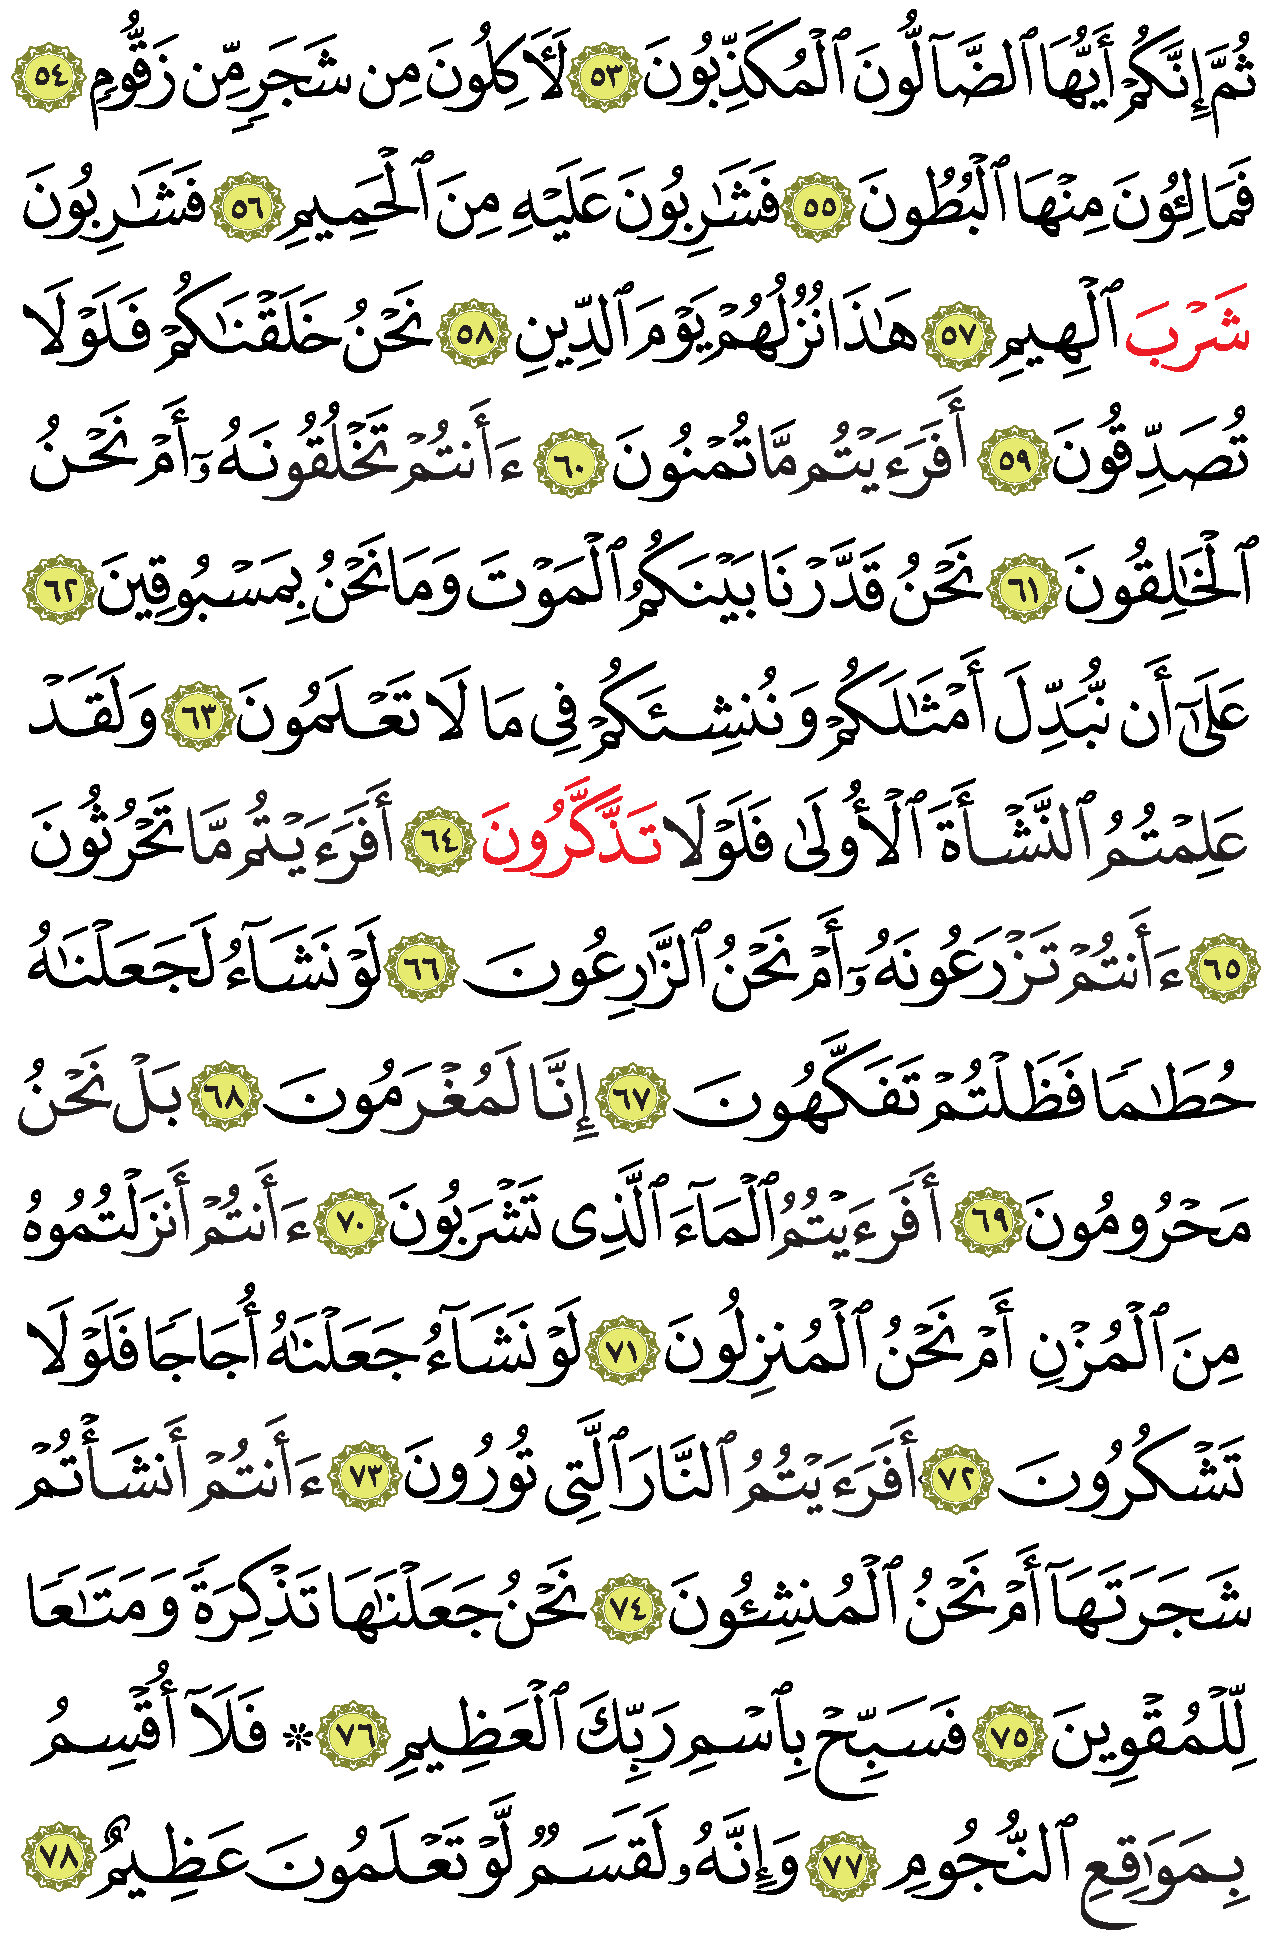 ثُمَّ إِنَّكُمْ أَيُّهَا ٱلضَّآلُّونَ ٱلْمُكَذِّبُونَ ٥٣ لَأٓكِلُونَ مِن شَجَرٖ مِّن زَقُّومٖ ٥٤
فَمَالِـُٔونَ مِنْهَا ٱلْبُطُونَ ٥٥ فَشَٰرِبُونَ عَلَيْهِ مِنَ ٱلْحَمِيمِ ٥٦ فَشَٰرِبُونَ
شَرْبَ ٱلْهِيمِ ٥٧ هَٰذَا نُزُلُهُمْ يَوْمَ ٱلدِّينِ ٥٨ نَحْنُ خَلَقْنَٰكُمْ فَلَوْلَا
تُصَدِّقُونَ ٥٩ أَفَرَءَيْتُم مَّا تُمْنُونَ ٦٠ ءَأَنتُمْ تَخْلُقُونَهُۥٓ أَمْ نَحْنُ
ٱلْخَٰلِقُونَ ٦١ نَحْنُ قَدَّرْنَا بَيْنَكُمُ ٱلْمَوْتَ وَمَا نَحْنُ بِمَسْبُوقِينَ ٦٢
عَلَىٰٓ أَن نُّبَدِّلَ أَمْثَٰلَكُمْ وَنُنشِئَكُمْ فِى مَا لَا تَعْلَمُونَ ٦٣ وَلَقَدْ
عَلِمْتُمُ ٱلنَّشْأَةَ ٱلْأُولَىٰ فَلَوْلَا تَذَّكَّرُونَ ٦٤ أَفَرَءَيْتُم مَّا تَحْرُثُونَ
٦٥ ءَأَنتُمْ تَزْرَعُونَهُۥٓ أَمْ نَحْنُ ٱلزَّٰرِعُونَ ٦٦ لَوْ نَشَآءُ لَجَعَلْنَٰهُ
حُطَٰمٗا فَظَلْتُمْ تَفَكَّهُونَ ٦٧ إِنَّا لَمُغْرَمُونَ ٦٨ بَلْ نَحْنُ
مَحْرُومُونَ ٦٩ أَفَرَءَيْتُمُ ٱلْمَآءَ ٱلَّذِى تَشْرَبُونَ ٧٠ ءَأَنتُمْ أَنزَلْتُمُوهُ
مِنَ ٱلْمُزْنِ أَمْ نَحْنُ ٱلْمُنزِلُونَ ٧١ لَوْ نَشَآءُ جَعَلْنَٰهُ أُجَاجٗا فَلَوْلَا
تَشْكُرُونَ ٧٢ أَفَرَءَيْتُمُ ٱلنَّارَ ٱلَّتِى تُورُونَ ٧٣ ءَأَنتُمْ أَنشَأْتُمْ
شَجَرَتَهَآ أَمْ نَحْنُ ٱلْمُنشِـُٔونَ ٧٤ نَحْنُ جَعَلْنَٰهَا تَذْكِرَةٗ وَمَتَٰعٗا
لِّلْمُقْوِينَ ٧٥ فَسَبِّحْ بِٱسْمِ رَبِّكَ ٱلْعَظِيمِ ٧٦ * فَلَآ أُقْسِمُ
بِمَوَٰقِعِ ٱلنُّجُومِ ٧٧ وَإِنَّهُۥ لَقَسَمٞ لَّوْ تَعْلَمُونَ عَظِيمٌ ٧٨